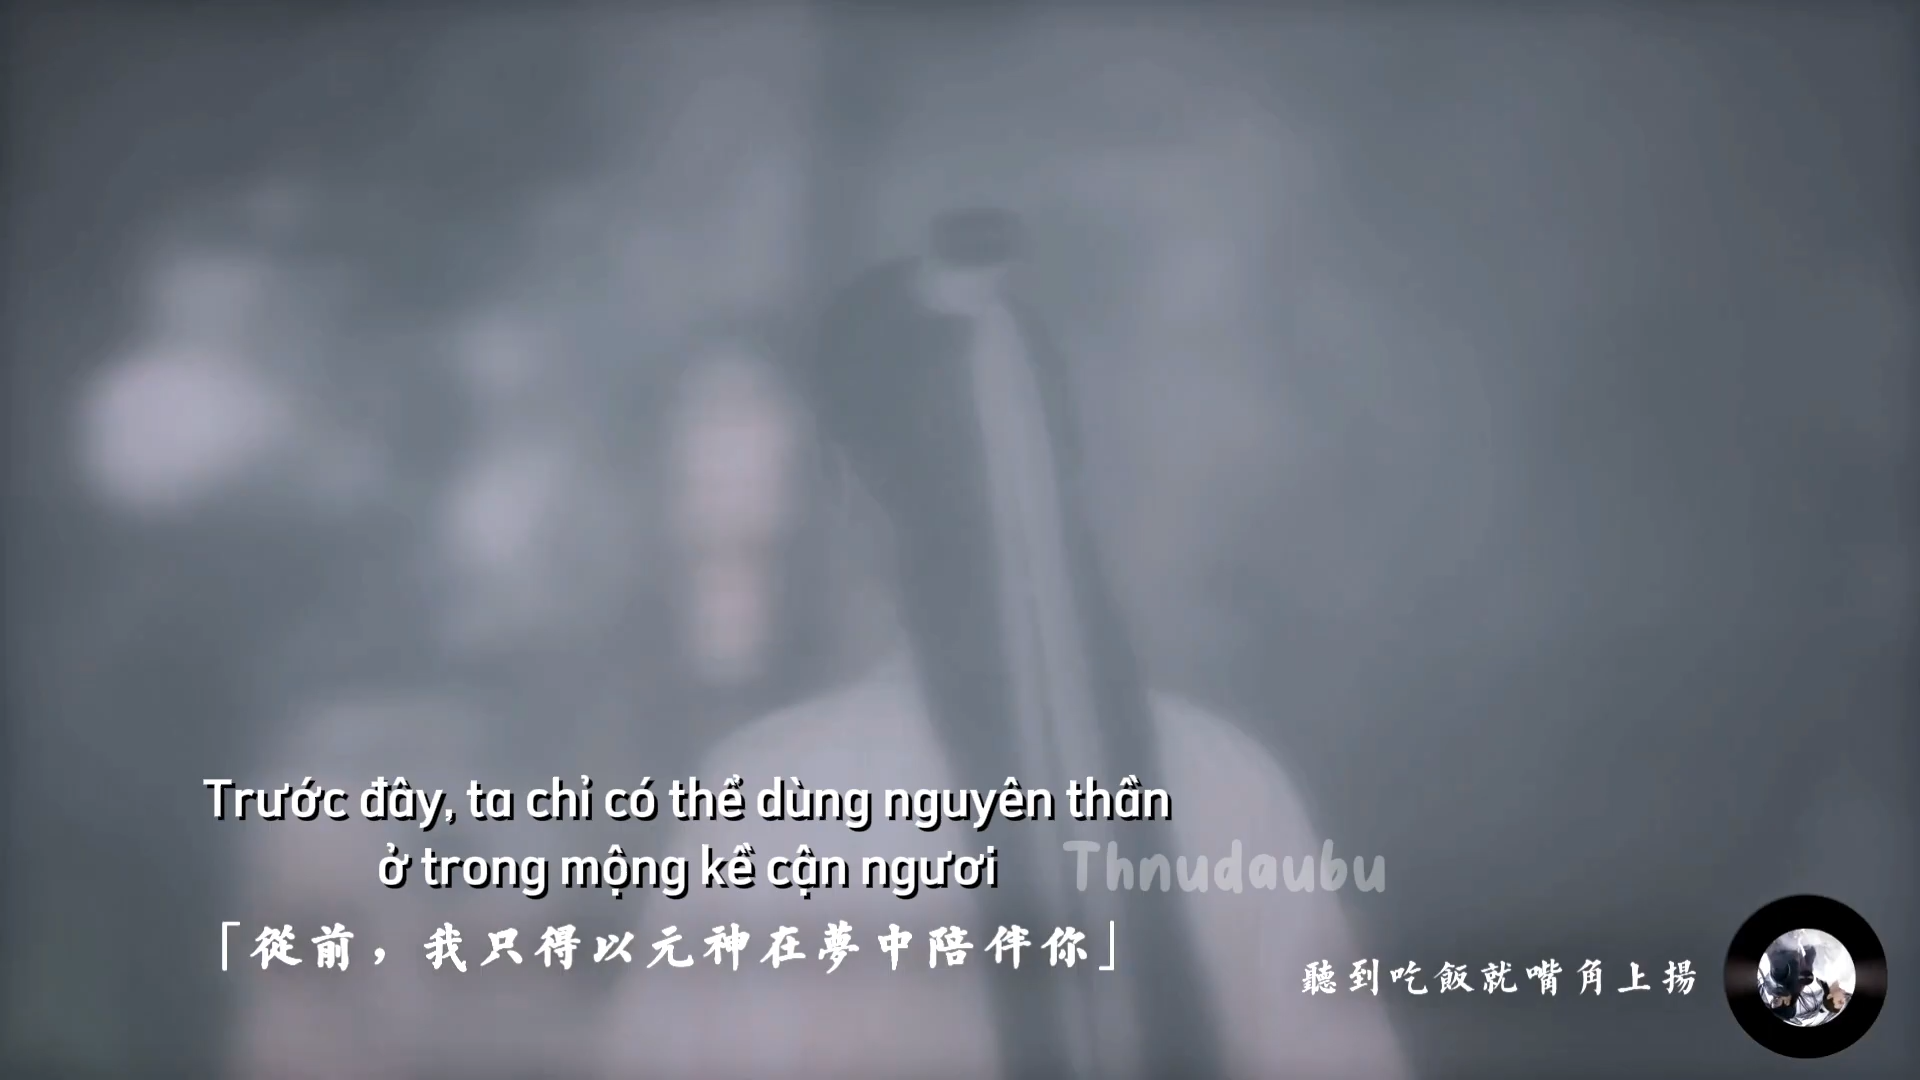 Trước đây, ta chỉ có thể dùng nguyên thần
ở trong mộng kề cận ngươi
Thnudaubu
「從前，我只得以元神在夢中陪伴你」
聽到吃飯就嘴角上揚